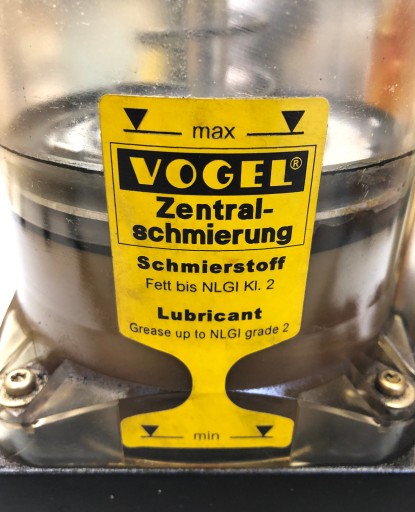 max
VOGEL®
Zentral-
schmierung
Schmierstoff
Fett bis NLGI Kl. 2
Lubricant
Grease up to NLGI grade 2
min